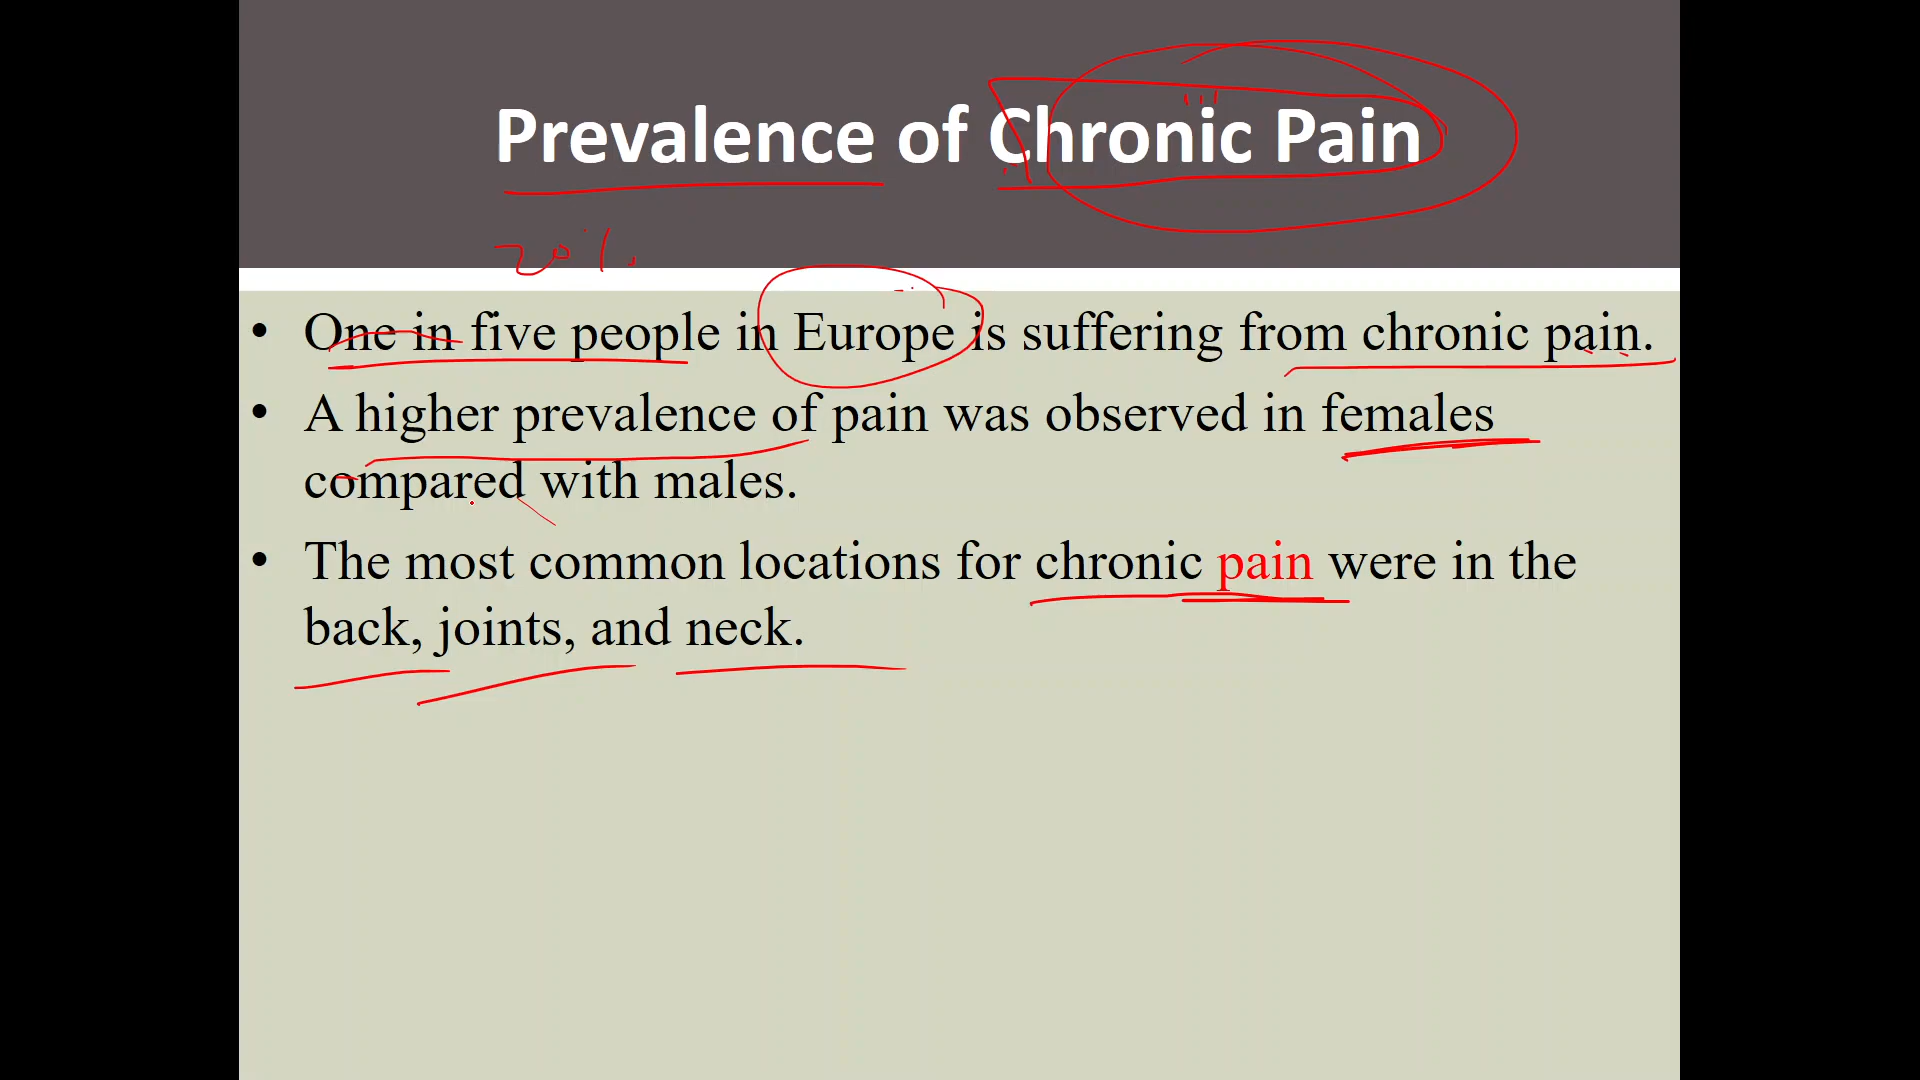 Prevalence of Chronic Pain
20%
• One in five people in Europe is suffering from chronic pain.
• A higher prevalence of pain was observed in females
compared with males.
• The most common locations for chronic pain were in the
back, joints, and neck.